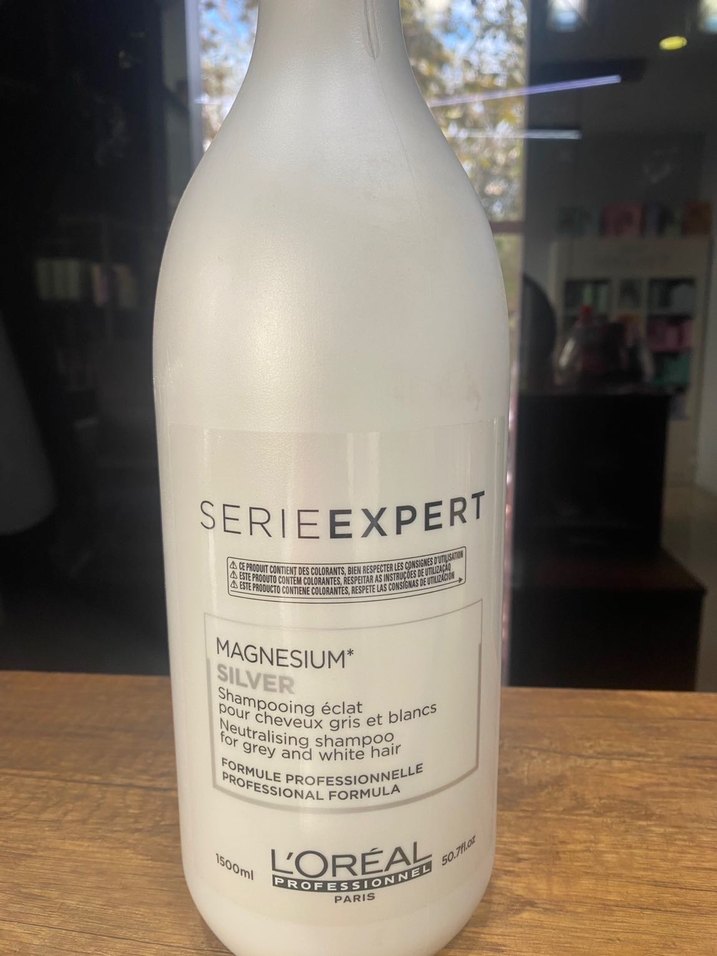 SERIEEXPERT
⚠ CE PRODUIT CONTIENT DES COLORANTS, BIEN RESPECTER LES CONSIGNES D'UTILISATION
⚠ ESTE PRODUTO CONTEM COLORANTES, RESPEITAR AS INSTRUÇÕES DE UTILIZAÇÃO
⚠ ESTE PRODUCTO CONTIENE COLORANTES, RESPETE LAS CONSIGNAS DE UTILIZACIÓN
MAGNESIUM*
SILVER
Shampooing éclat
pour cheveux gris et blancs
Neutralising shampoo
for grey and white hair
FORMULE PROFESSIONNELLE
PROFESSIONAL FORMULA
1500ml
L'ORÉAL
PROFESSIONNEL
PARIS
50.7fl.oz